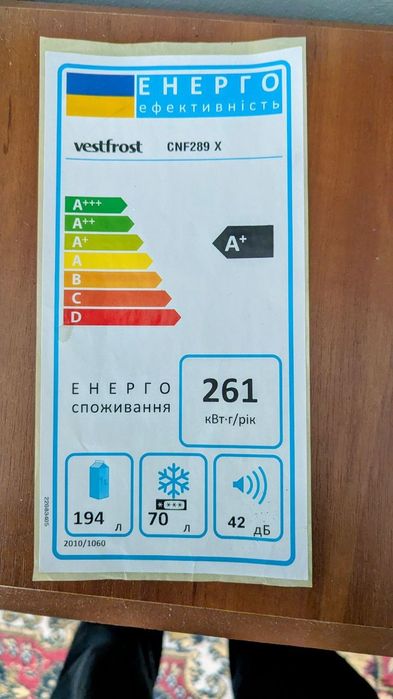 ЕНЕРГО
ефективність
vestfrost CNF289 X
A+++
A++
A+
A
B
C
D
A+
ЕНЕРГО
споживання
261
кВт·г/рік
194 л
70 л
42 дБ
2010/1060